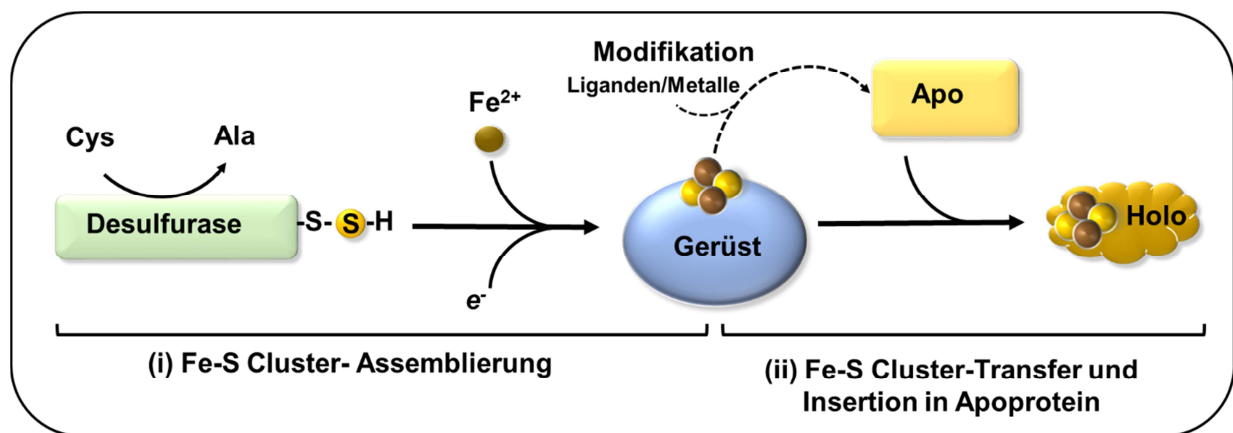 Modifikation
Liganden/Metalle
Apo
Fe²⁺
Cys
Ala
Desulfurase
-S-S-H
Gerüst
Holo
e⁻
(i) Fe-S Cluster- Assemblierung
(ii) Fe-S Cluster-Transfer und
Insertion in Apoprotein